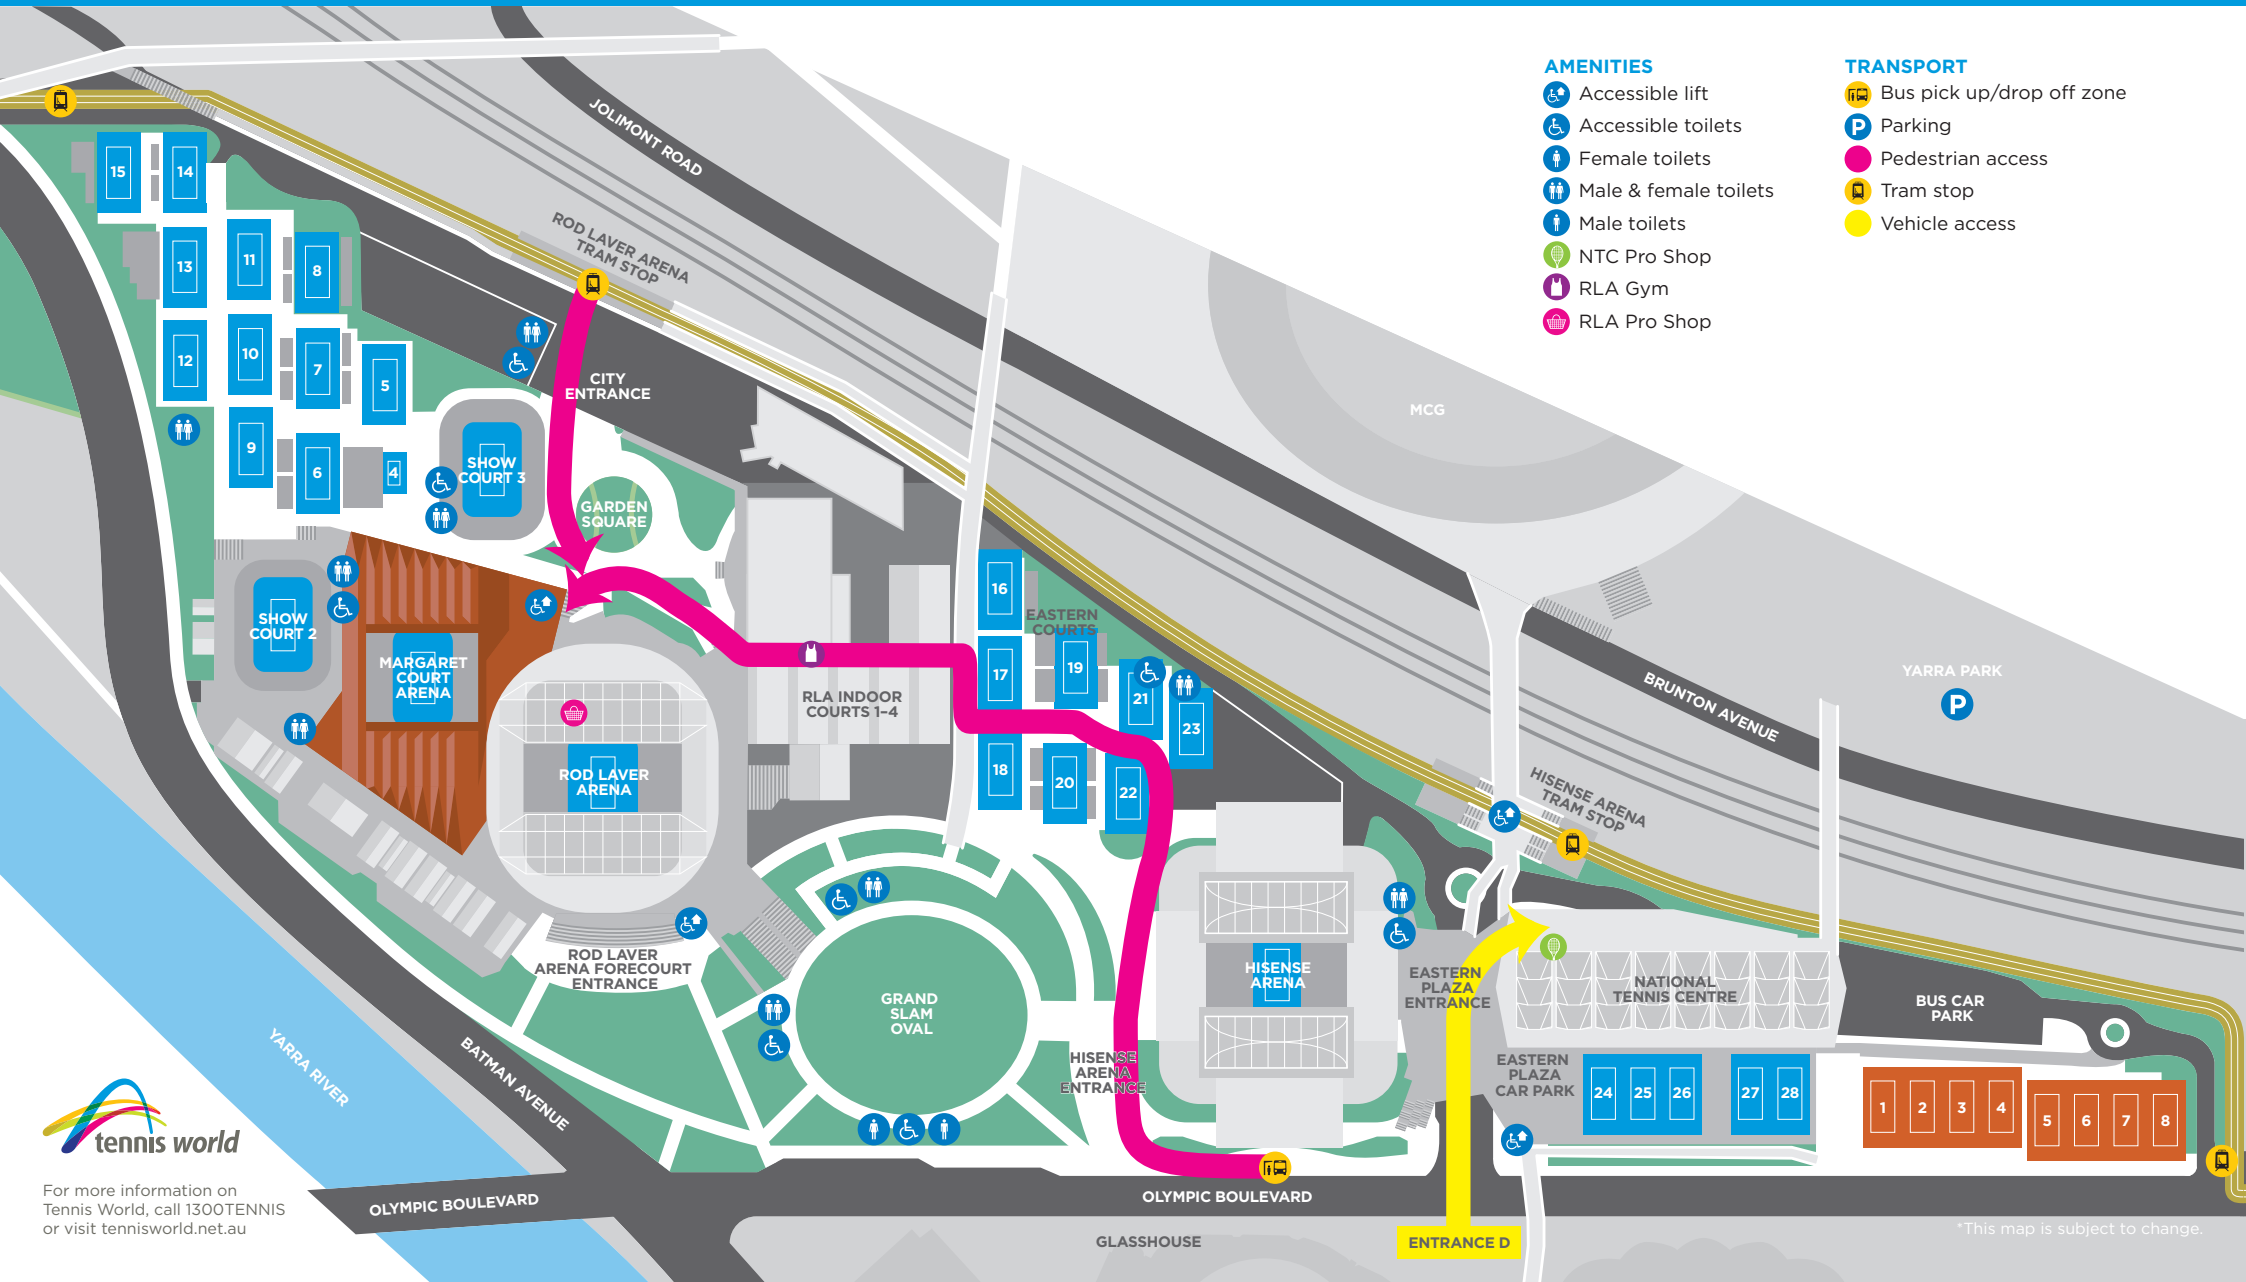 AMENITIES
Accessible lift
Accessible toilets
Female toilets
Male & female toilets
Male toilets
NTC Pro Shop
RLA Gym
RLA Pro Shop
TRANSPORT
Bus pick up/drop off zone
P Parking
Pedestrian access
Tram stop
Vehicle access
JOLIMONT ROAD
ROD LAVER ARENA
TRAM STOP
15
14
13
11
8
12
10
7
5
9
6
4
CITY
ENTRANCE
SHOW
COURT 3
GARDEN
SQUARE
MCG
SHOW
COURT 2
MARGARET
COURT
ARENA
ROD LAVER
ARENA
RLA INDOOR
COURTS 1–4
EASTERN
COURTS
16
17
19
21
23
18
20
22
BRUNTON AVENUE
YARRA PARK
P
HISENSE ARENA
TRAM STOP
ROD LAVER
ARENA FORECOURT
ENTRANCE
GRAND
SLAM
OVAL
HISENSE
ARENA
HISENSE
ARENA
ENTRANCE
EASTERN
PLAZA
ENTRANCE
NATIONAL
TENNIS CENTRE
BUS CAR
PARK
EASTERN
PLAZA
CAR PARK
24
25
26
27
28
1
2
3
4
5
6
7
8
YARRA RIVER
BATMAN AVENUE
OLYMPIC BOULEVARD
OLYMPIC BOULEVARD
GLASSHOUSE
ENTRANCE D
tennis world
For more information on
Tennis World, call 1300TENNIS
or visit tennisworld.net.au
*This map is subject to change.